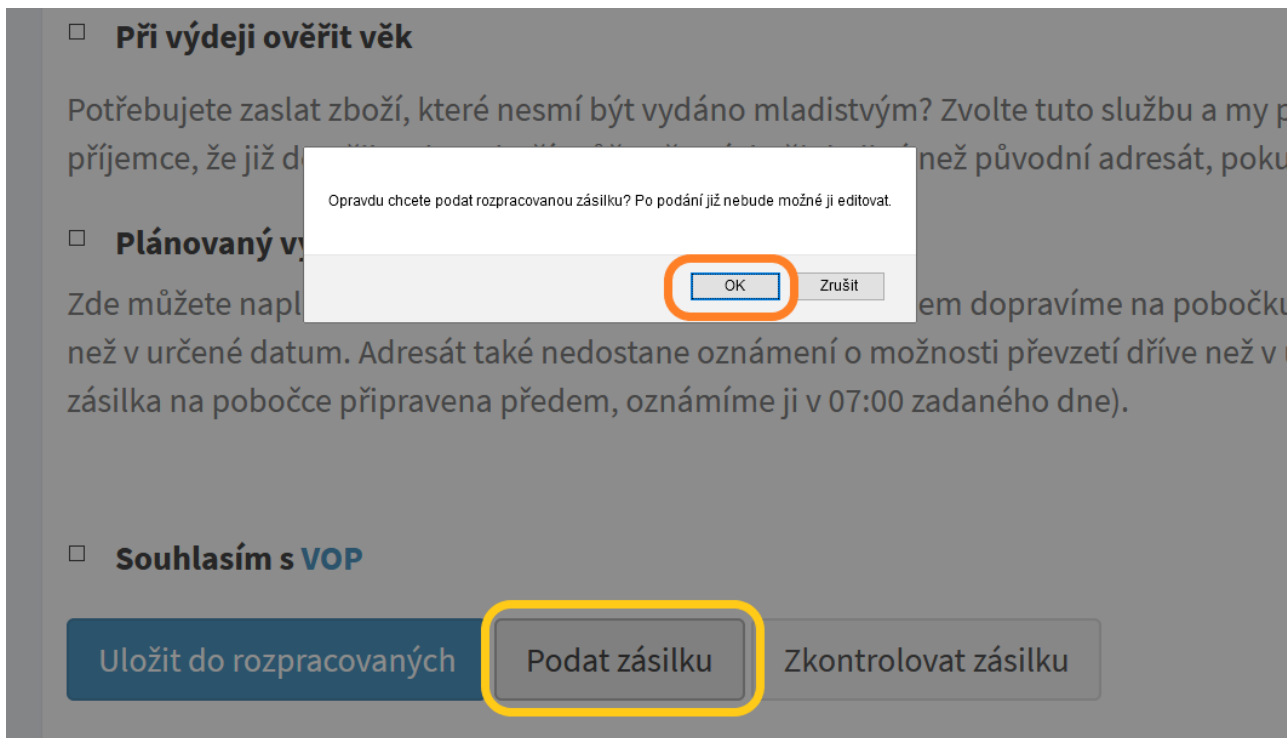 Při výdeji ověřit věk
Potřebujete zaslat zboží, které nesmí být vydáno mladistvým? Zvolte tuto službu a my
příjemce, že již než původní adresát, poku
Opravdu chcete podat rozpracovanou zásilku? Po podání již nebude možné ji editovat.
Plánovaný
OK
Zrušit
Zde můžete napl em dopravíme na pobočku
než v určené datum. Adresát také nedostane oznámení o možnosti převzetí dříve než v
zásilka na pobočce připravena předem, oznámíme ji v 07:00 zadaného dne).
Souhlasím s VOP
Uložit do rozpracovaných
Podat zásilku
Zkontrolovat zásilku